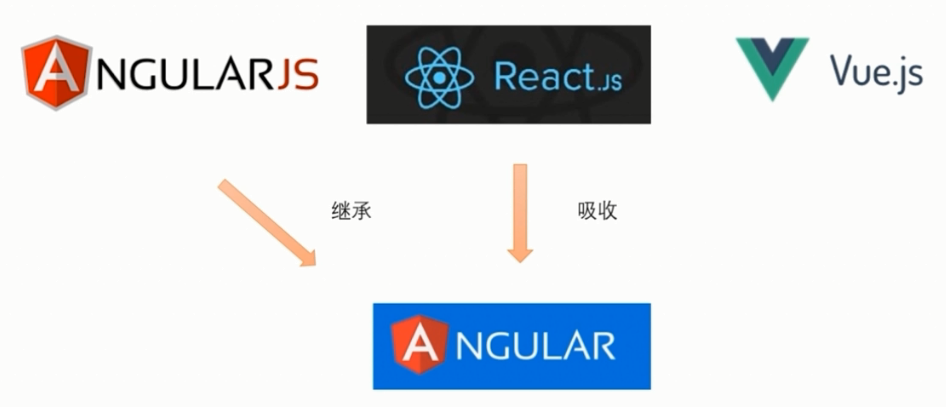 ANGULARJS
React.JS
Vue.js
继承
吸收
ANGULAR